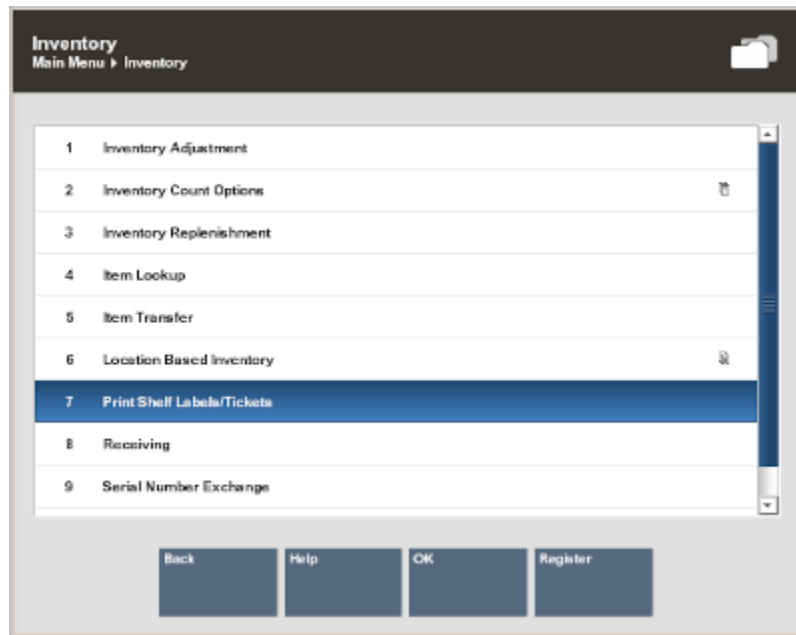 Inventory
Main Menu ▸ Inventory
1 Inventory Adjustment
2 Inventory Count Options
3 Inventory Replenishment
4 Item Lookup
5 Item Transfer
6 Location Based Inventory
7 Print Shelf Labels/Tickets
8 Receiving
9 Serial Number Exchange
Back Help OK Register